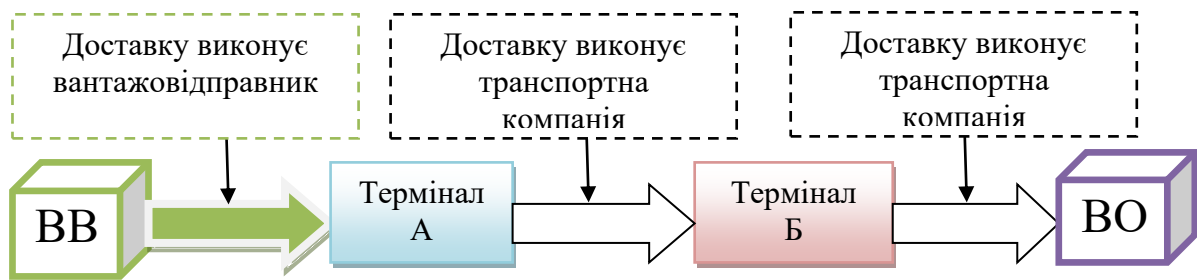 Доставку виконує
вантажовідправник
Доставку виконує
транспортна
компанія
Доставку виконує
транспортна
компанія
ВВ
Термінал
А
Термінал
Б
ВО